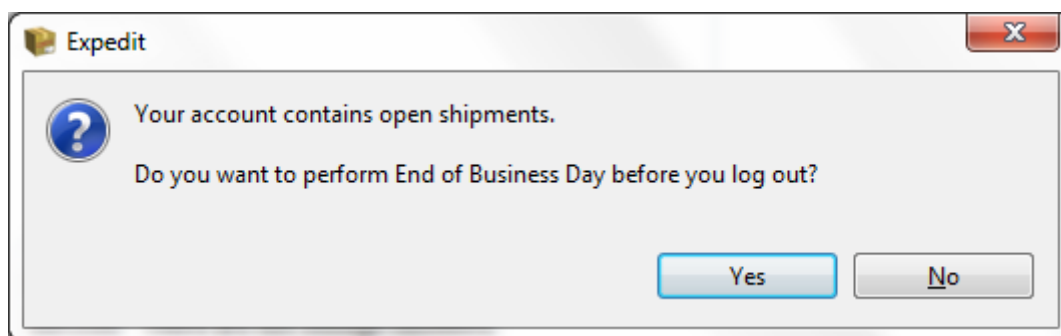 Expedit
Your account contains open shipments.
Do you want to perform End of Business Day before you log out?
Yes
No